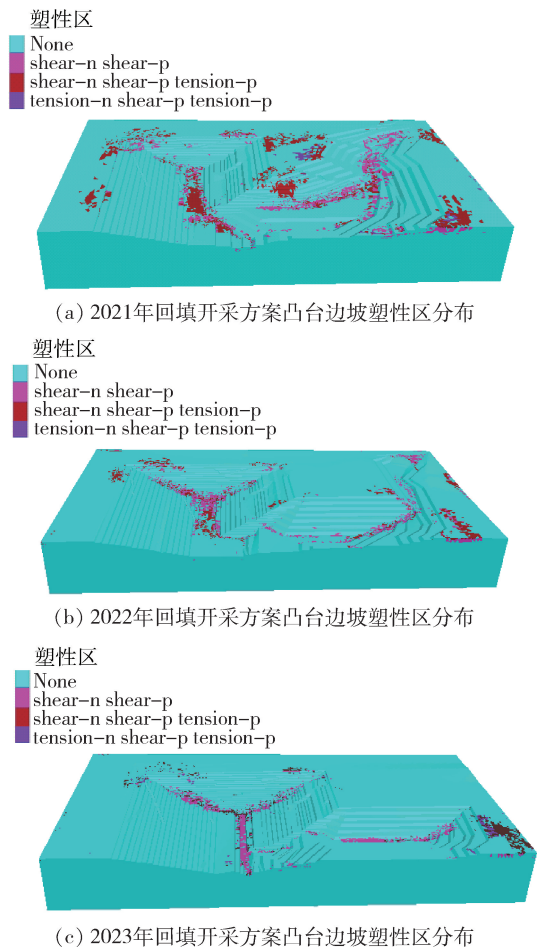 塑性区
None
shear-n shear-p
shear-n shear-p tension-p
tension-n shear-p tension-p
(a) 2021年回填开采方案凸台边坡塑性区分布
塑性区
None
shear-n shear-p
shear-n shear-p tension-p
tension-n shear-p tension-p
(b) 2022年回填开采方案凸台边坡塑性区分布
塑性区
None
shear-n shear-p
shear-n shear-p tension-p
tension-n shear-p tension-p
(c) 2023年回填开采方案凸台边坡塑性区分布